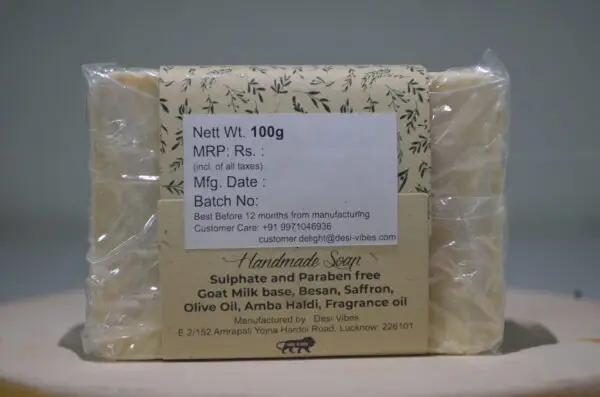 Nett Wt. 100g
MRP: Rs. :
(incl. of all taxes)
Mfg. Date :
Batch No:
Best Before 12 months from manufacturing
Customer Care: +91 9971046936
customer.delight@desi-vibes.com
Handmade Soap
Sulphate and Paraben free
Goat Milk base, Besan, Saffron,
Olive Oil, Amba Haldi, Fragrance oil
Manufactured by Desi Vibes
E 2/152 Amrapali Yojna Hardoi Road, Lucknow 226101